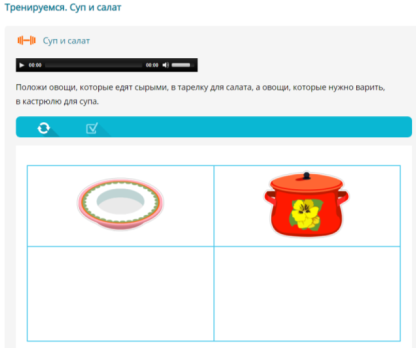 Тренируемся. Суп и салат
Суп и салат
00:00 00:00
Положи овощи, которые едят сырыми, в тарелку для салата, а овощи, которые нужно варить,
в кастрюлю для супа.